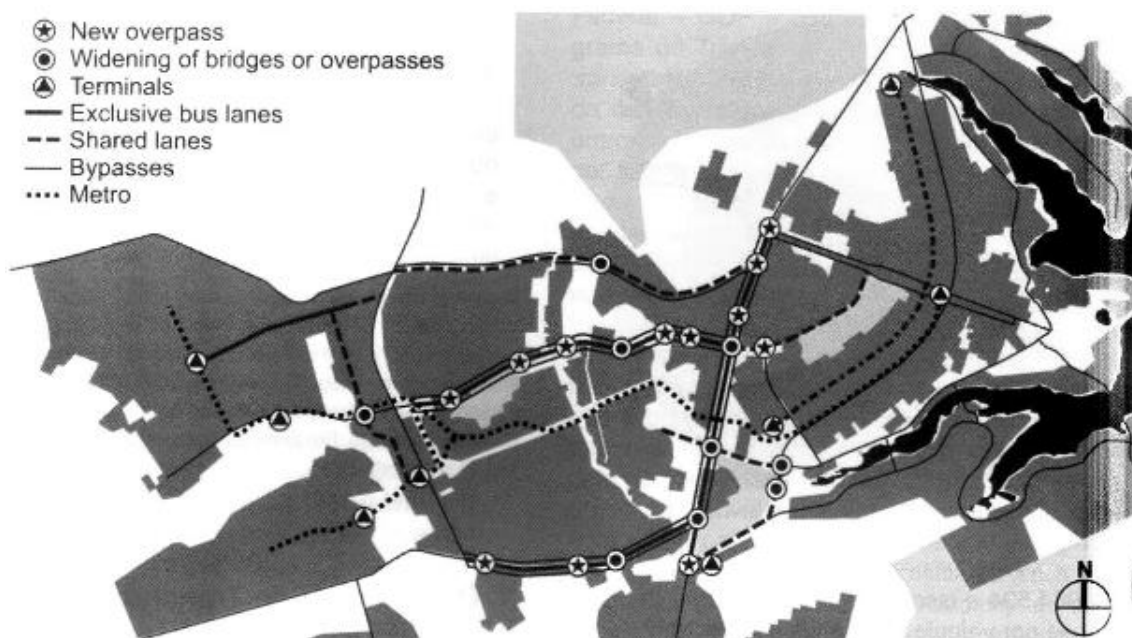 New overpass
Widening of bridges or overpasses
Terminals
Exclusive bus lanes
Shared lanes
Bypasses
Metro
N